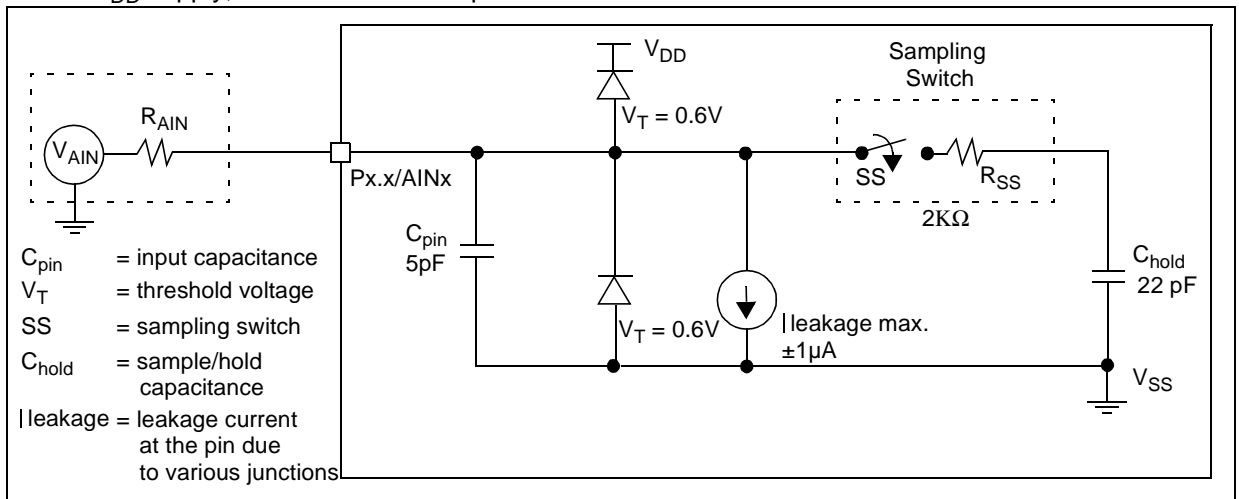 V_DD
Sampling
Switch
R_AIN
V_AIN
V_T = 0.6V
Px.x/AINx
SS
R_SS
2KΩ
C_pin
5pF
C_hold
22 pF
V_T = 0.6V
I leakage max.
±1µA
V_SS
C_pin = input capacitance
V_T = threshold voltage
SS = sampling switch
C_hold = sample/hold
capacitance
I leakage = leakage current
at the pin due
to various junctions